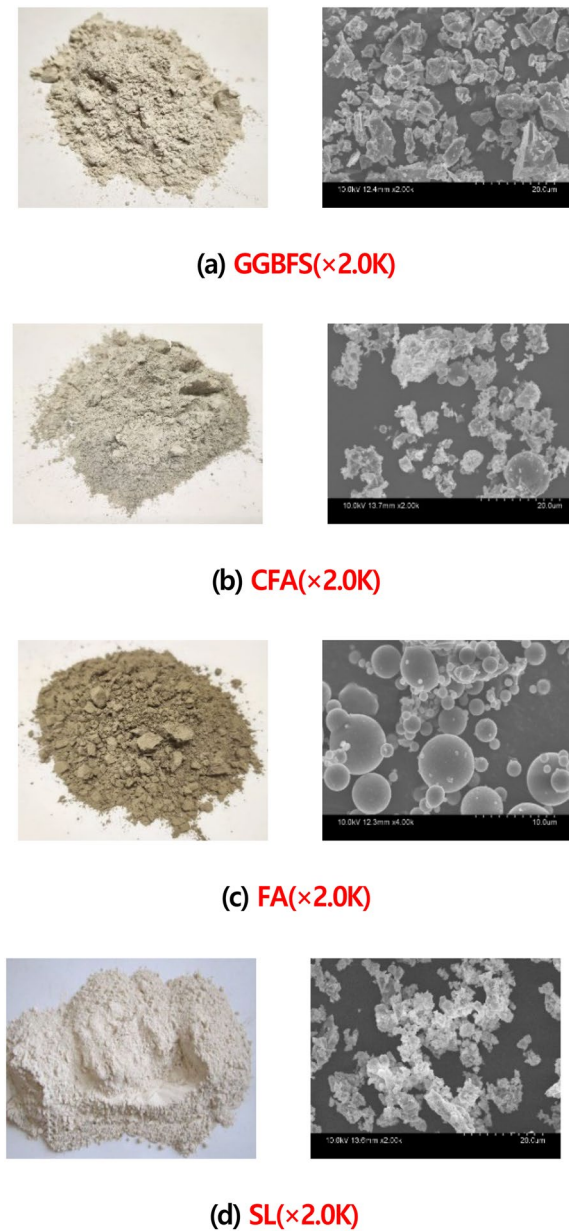 10.0kV 12.4mm x2.00k 20.0um
(a) GGBFS(×2.0K)
10.0kV 13.7mm x2.00k 20.0um
(b) CFA(×2.0K)
10.0kV 12.3mm x4.00k 10.0um
(c) FA(×2.0K)
10.0kV 13.6mm x2.00k 20.0um
(d) SL(×2.0K)